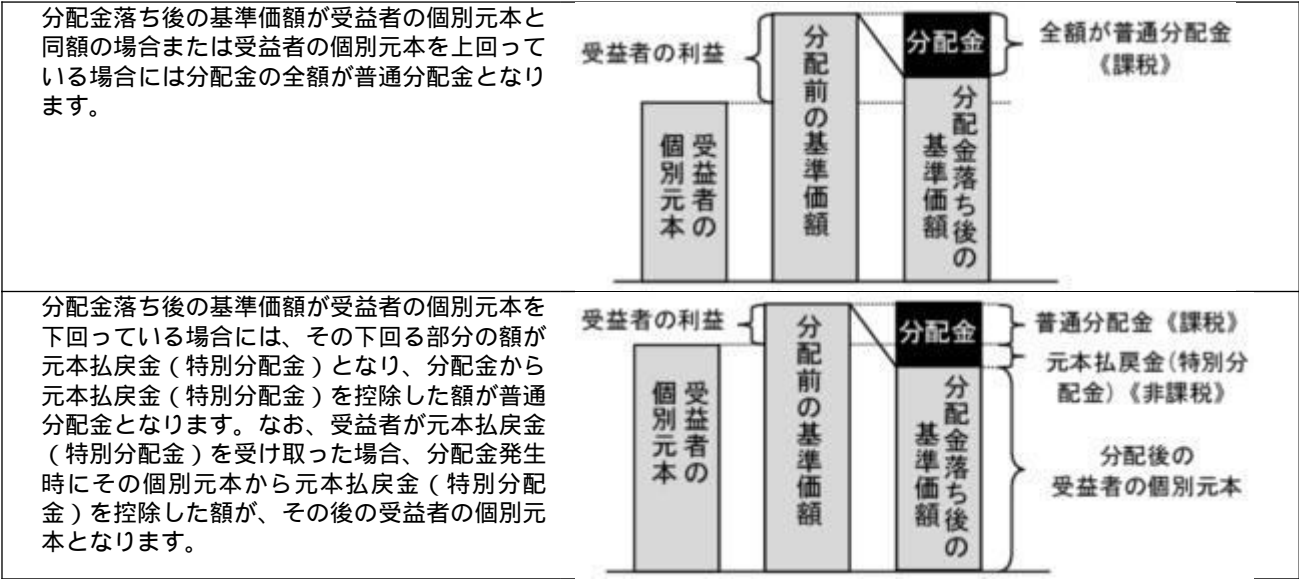 分配金落ち後の基準価額が受益者の個別元本と
同額の場合または受益者の個別元本を上回って
いる場合には分配金の全額が普通分配金となり
ます。
受益者の利益
受益者の
個別元本
分配前の基準価額
分配金
分配金落ち後の
基準価額
全額が普通分配金
《課税》
分配金落ち後の基準価額が受益者の個別元本を
下回っている場合には、その下回る部分の額が
元本払戻金(特別分配金)となり、分配金から
元本払戻金(特別分配金)を控除した額が普通
分配金となります。なお、受益者が元本払戻金
(特別分配金)を受け取った場合、分配金発生
時にその個別元本から元本払戻金(特別分配
金)を控除した額が、その後の受益者の個別元
本となります。
受益者の利益
受益者の
個別元本
分配前の基準価額
分配金
分配金落ち後の
基準価額
普通分配金《課税》
元本払戻金(特別分
配金)《非課税》
分配後の
受益者の個別元本